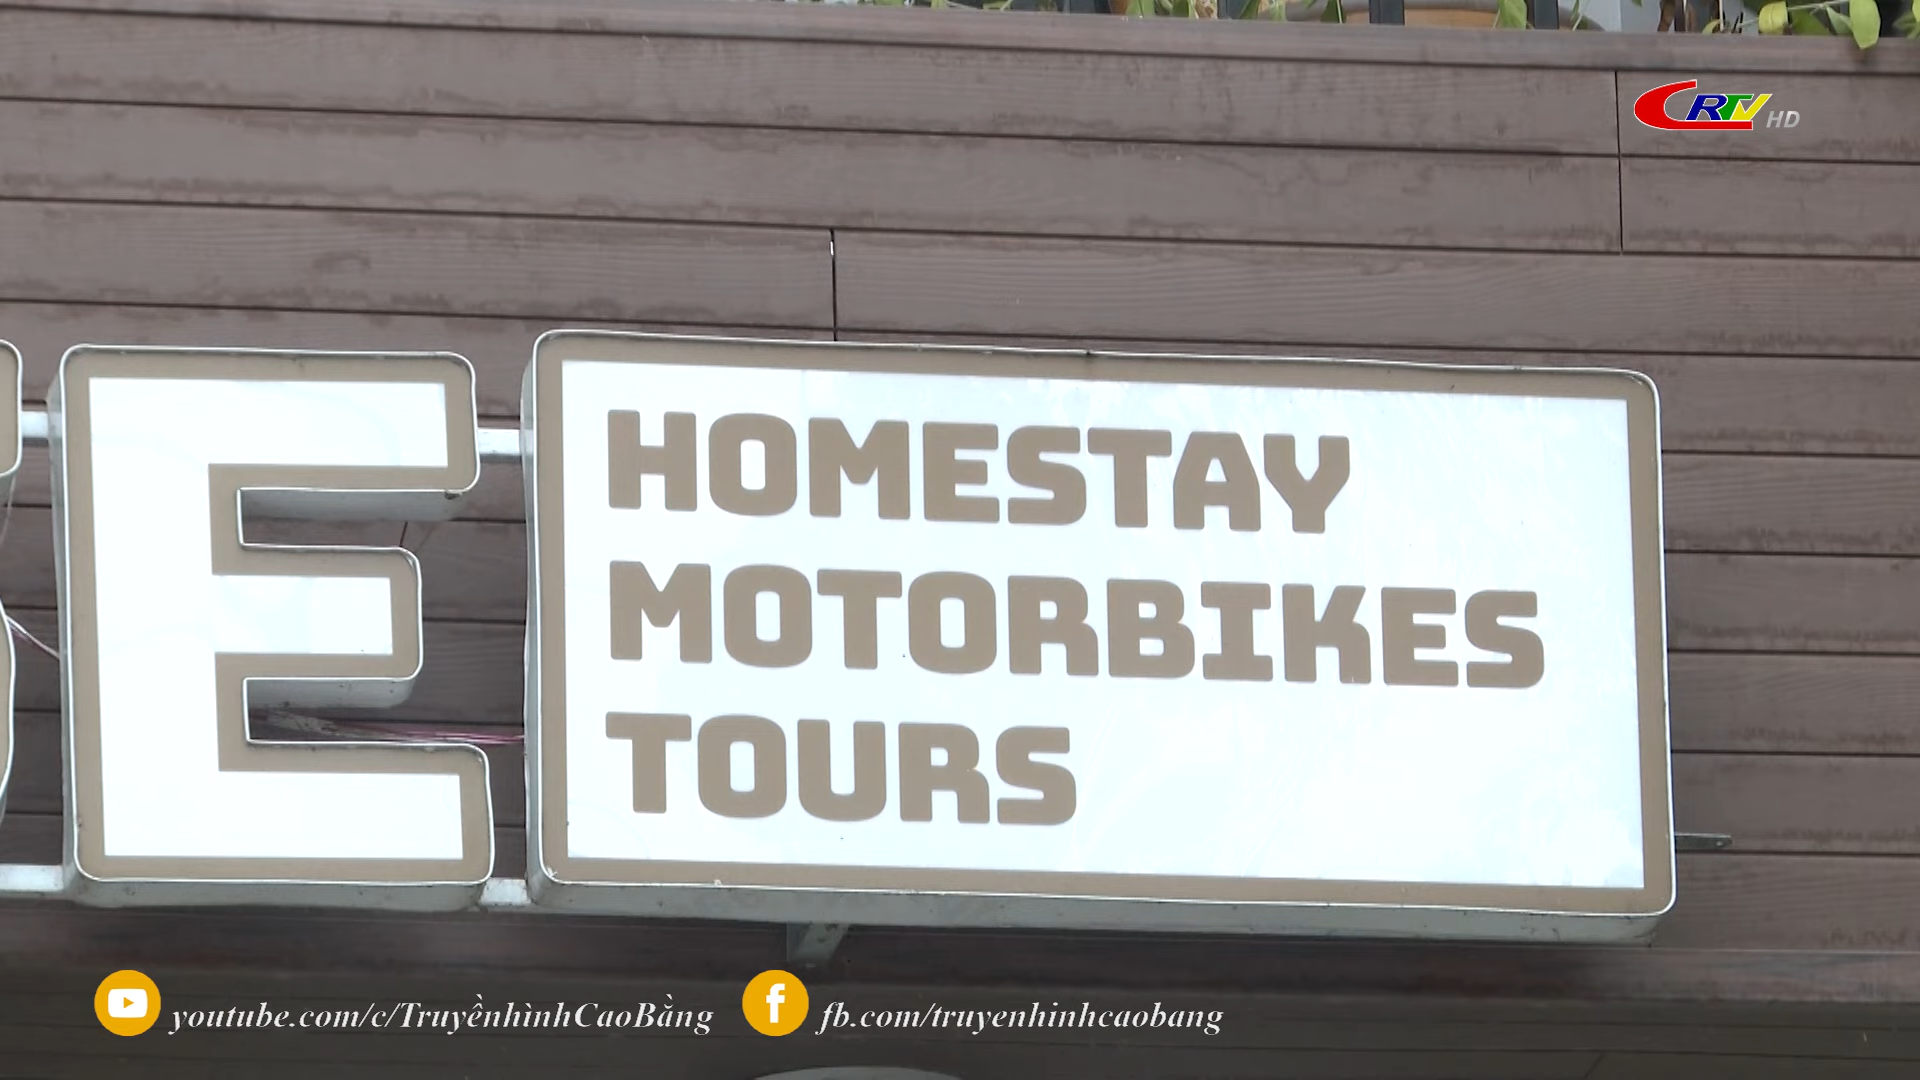 CRTV HD
E
HOMESTAY
MOTORBIKES
TOURS
youtube.com/c/TruyềnhìnhCaoBằng
fb.com/truyenhinhcaobang